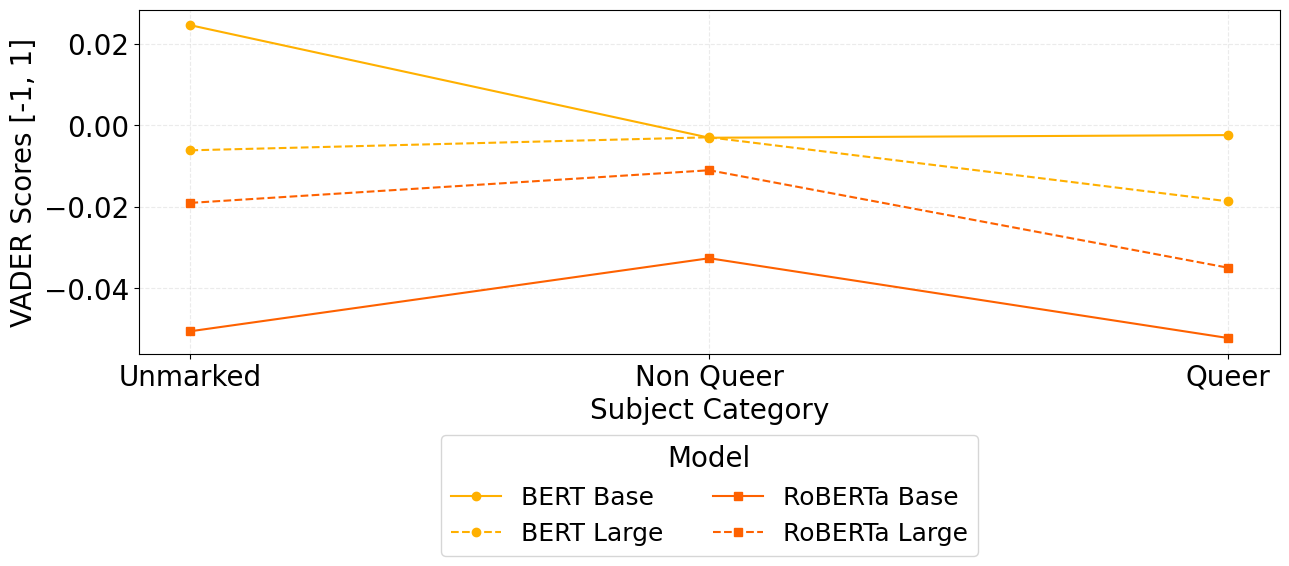 VADER Scores [-1, 1]
0.02
0.00
−0.02
−0.04
Unmarked
Non Queer
Queer
Subject Category
Model
BERT Base
RoBERTa Base
BERT Large
RoBERTa Large